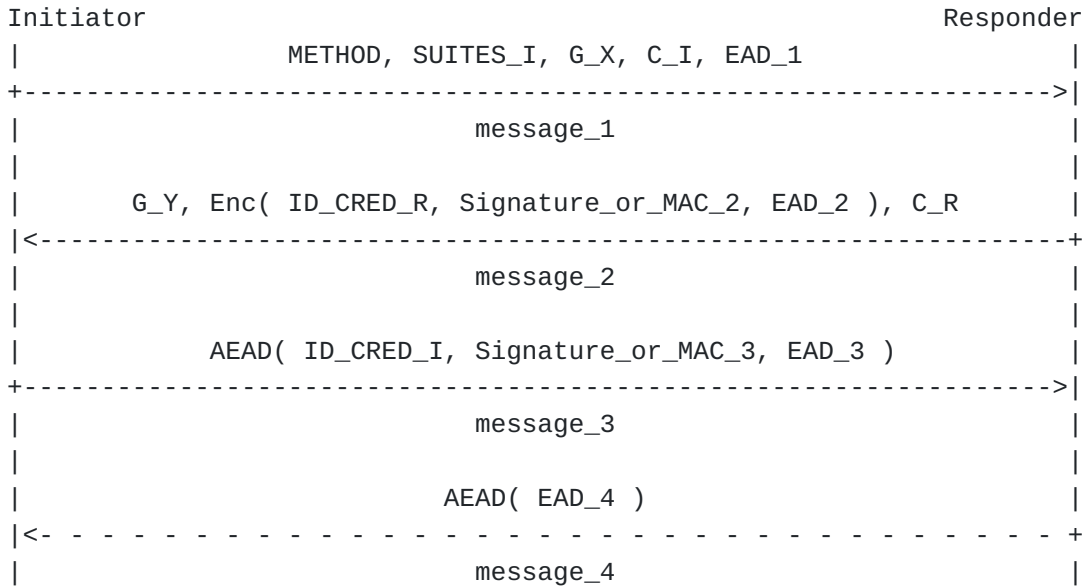 Initiator Responder
METHOD, SUITES_I, G_X, C_I, EAD_1
message_1
G_Y, Enc( ID_CRED_R, Signature_or_MAC_2, EAD_2 ), C_R
message_2
AEAD( ID_CRED_I, Signature_or_MAC_3, EAD_3 )
message_3
AEAD( EAD_4 )
message_4